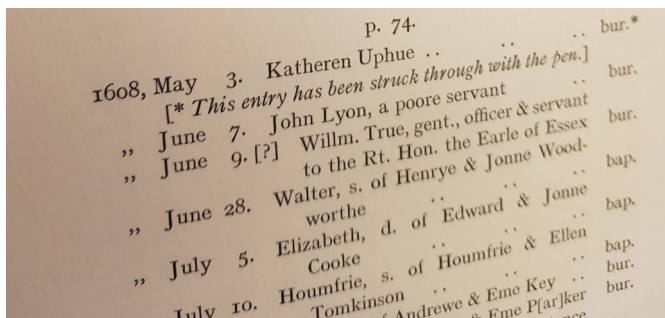 p. 74.
1608, May 3. Katheren Uphue .. .. .. bur.*
[* This entry has been struck through with the pen.]
,, June 7. John Lyon, a poore servant .. bur.
,, June 9. [?] Willm. True, gent., officer & servant
to the Rt. Hon. the Earle of Essex bur.
,, June 28. Walter, s. of Henrye & Jonne Wood-
worthe .. .. .. bap.
,, July 5. Elizabeth, d. of Edward & Jonne
Cooke .. .. .. bap.
July 10. Houmfrie, s. of Houmfrie & Ellen
Tomkinson .. .. .. bap.
Andrewe & Eme Key .. bur.
& Eme P[ar]ker bur.